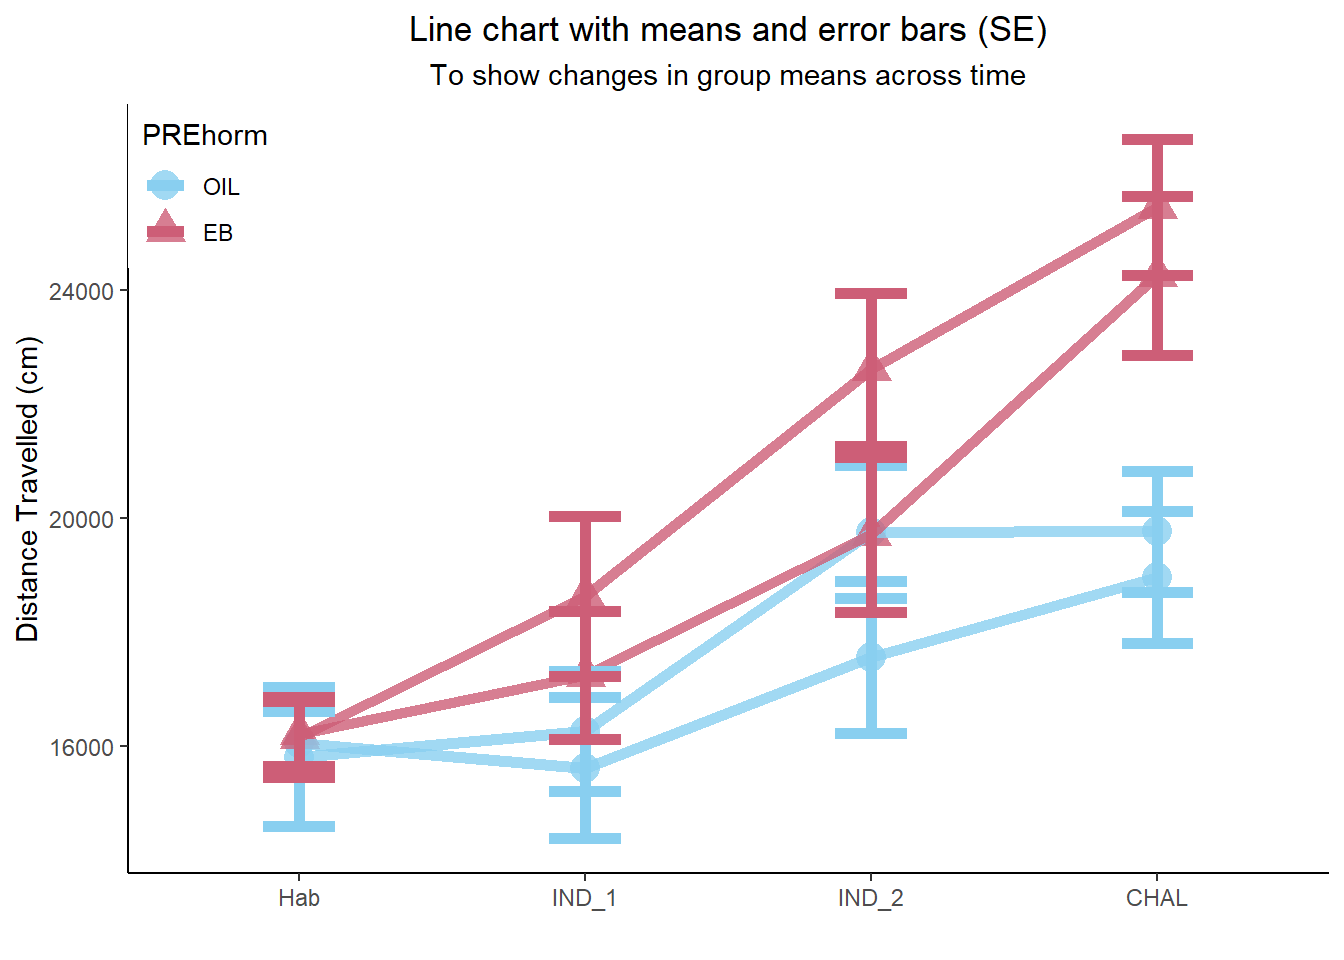 Line chart with means and error bars (SE)
To show changes in group means across time
PREhorm
OIL
EB
Distance Travelled (cm)
24000
20000
16000
Hab
IND_1
IND_2
CHAL